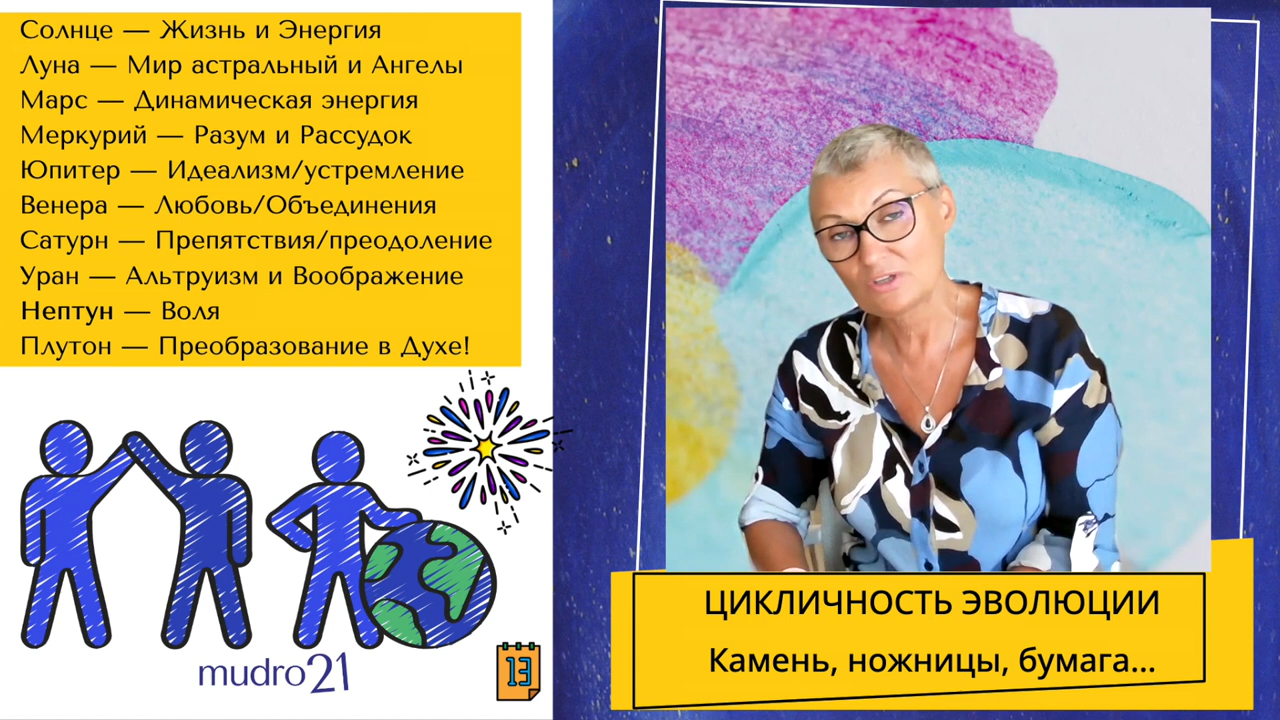 Солнце — Жизнь и Энергия
Луна — Мир астральный и Ангелы
Марс — Динамическая энергия
Меркурий — Разум и Рассудок
Юпитер — Идеализм/устремление
Венера — Любовь/Объединения
Сатурн — Препятствия/преодоление
Уран — Альтруизм и Воображение
Нептун — Воля
Плутон — Преобразование в Духе!
mudro21
13
ЦИКЛИЧНОСТЬ ЭВОЛЮЦИИ
Камень, ножницы, бумага...